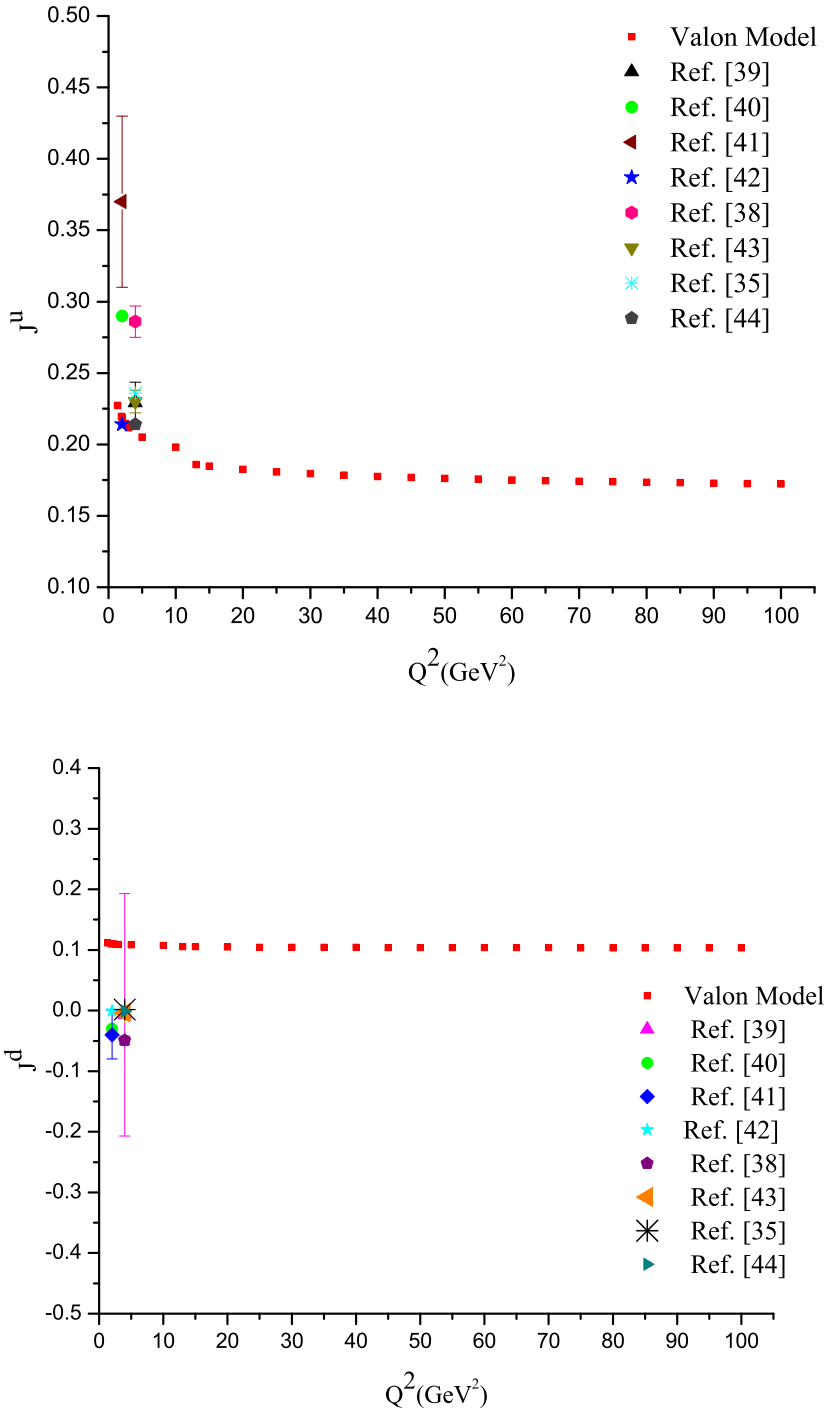 0.50
0.45
0.40
0.35
0.30
0.25
0.20
0.15
0.10
J^u
Valon Model
Ref. [39]
Ref. [40]
Ref. [41]
Ref. [42]
Ref. [38]
Ref. [43]
Ref. [35]
Ref. [44]
0 10 20 30 40 50 60 70 80 90 100
Q^2(GeV^2)
0.4
0.3
0.2
0.1
0.0
-0.1
-0.2
-0.3
-0.4
-0.5
J^d
Valon Model
Ref. [39]
Ref. [40]
Ref. [41]
Ref. [42]
Ref. [38]
Ref. [43]
Ref. [35]
Ref. [44]
0 10 20 30 40 50 60 70 80 90 100
Q^2(GeV^2)